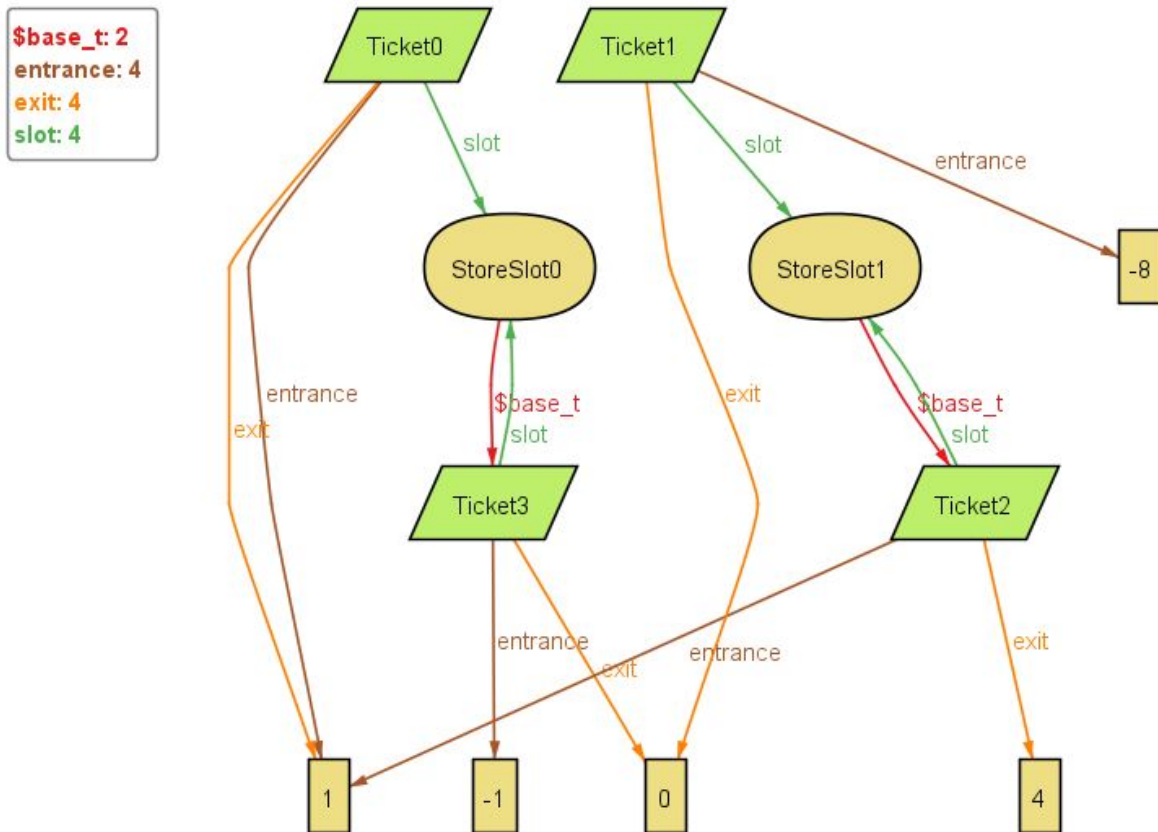 $base_t: 2
entrance: 4
exit: 4
slot: 4
Ticket0
Ticket1
slot
slot
entrance
StoreSlot0
StoreSlot1
-8
entrance
exit
$base_t
$base_t
exit
slot
slot
Ticket3
Ticket2
entrance
exit
entrance
exit
1
-1
0
4